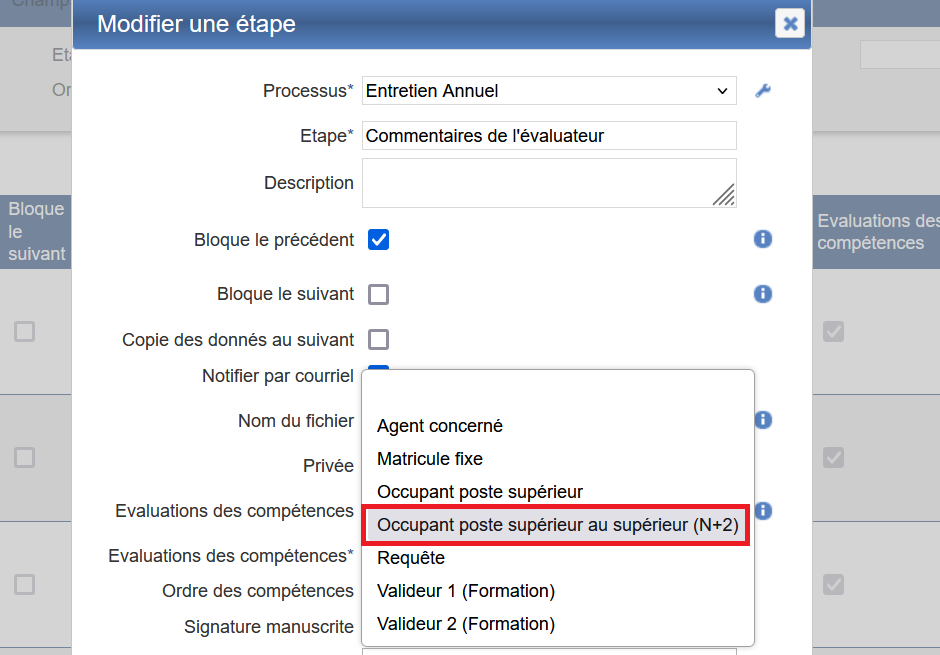 Champ
Modifier une étape
Eta
Or
Processus* Entretien Annuel
Etape* Commentaires de l'évaluateur
Description
Bloque le précédent
Bloque le suivant
Copie des donnés au suivant
Notifier par courriel
Nom du fichier
Privée
Evaluations des compétences
Evaluations des compétences*
Ordre des compétences
Signature manuscrite
Agent concerné
Matricule fixe
Occupant poste supérieur
Occupant poste supérieur au supérieur (N+2)
Requête
Valideur 1 (Formation)
Valideur 2 (Formation)
Bloque
le
suivant
Evaluations des
compétences